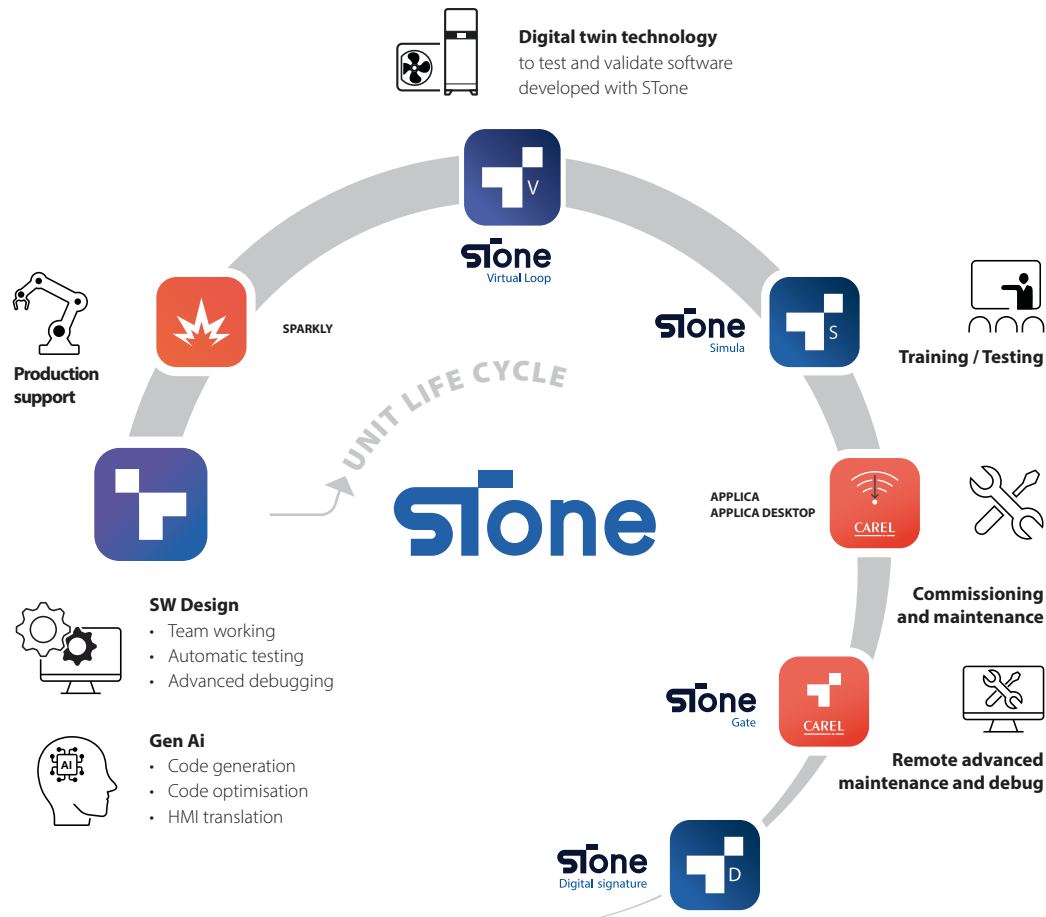 Digital twin technology
to test and validate software
developed with STone
V
STone
Virtual Loop
SPARKLY
Production
support
STone
Simula
S
Training / Testing
UNIT LIFE CYCLE
STone
APPLICA
APPLICA DESKTOP
CAREL
Commissioning
and maintenance
SW Design
• Team working
• Automatic testing
• Advanced debugging
STone
Gate
CAREL
Remote advanced
maintenance and debug
AI
Gen Ai
• Code generation
• Code optimisation
• HMI translation
STone
Digital signature
D